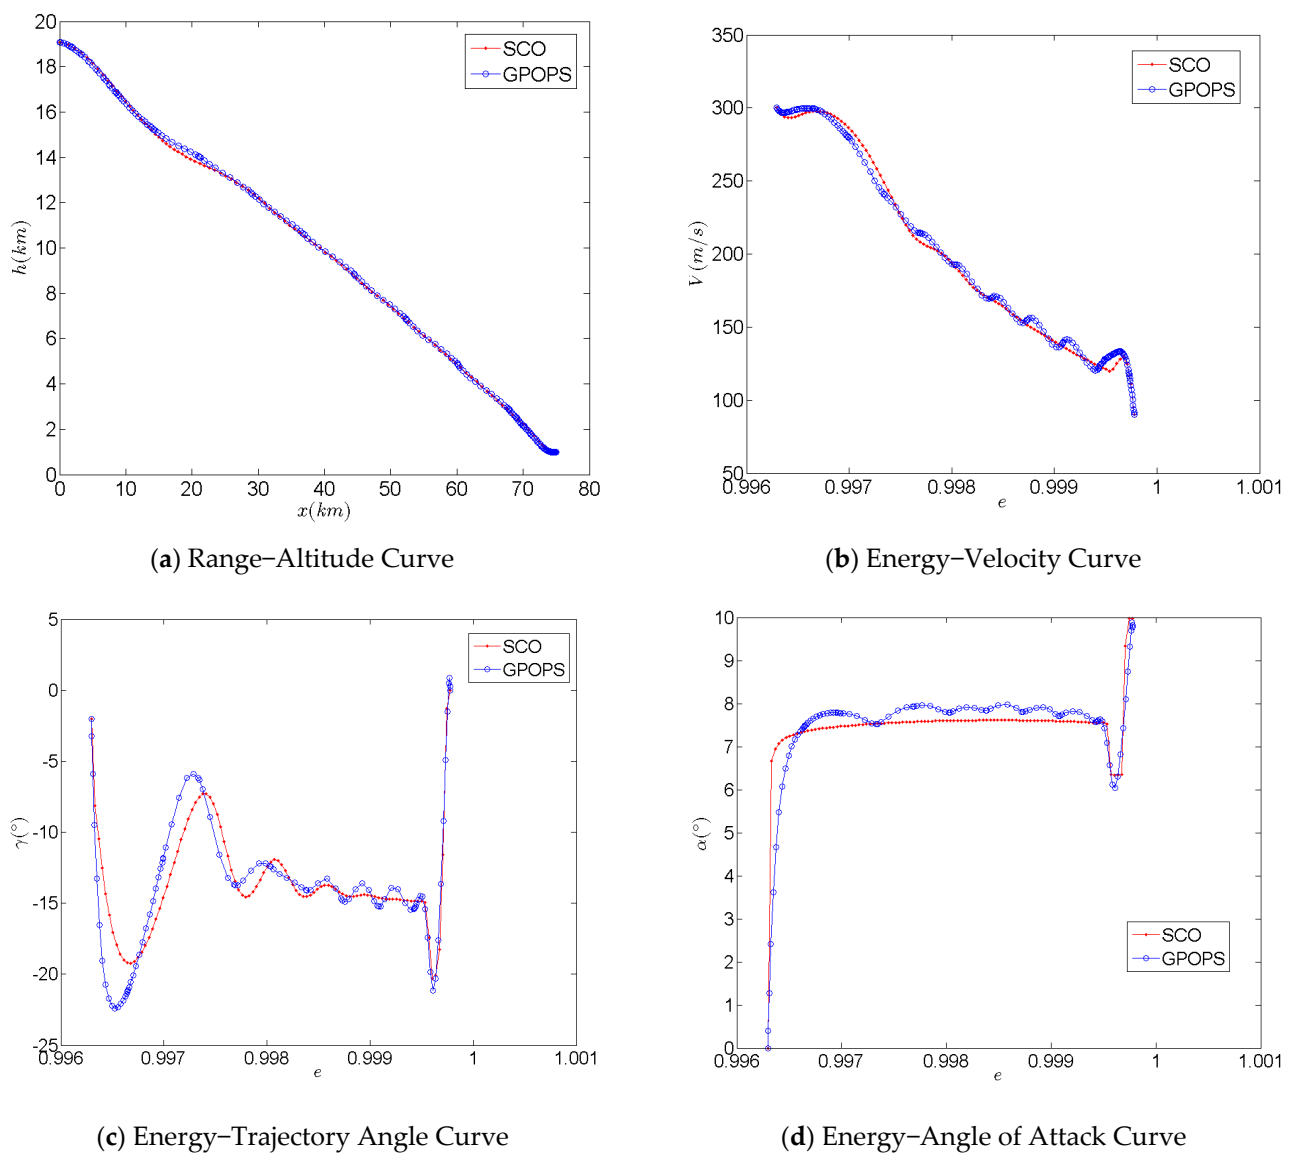 20
18
16
14
12
10
8
6
4
2
0
h(km)
0 10 20 30 40 50 60 70 80
x(km)
SCO
GPOPS
(a) Range−Altitude Curve
350
300
250
200
150
100
50
V(m/s)
0.996 0.997 0.998 0.999 1 1.001
e
SCO
GPOPS
(b) Energy−Velocity Curve
5
0
-5
-10
-15
-20
-25
γ(°)
0.996 0.997 0.998 0.999 1 1.001
e
SCO
GPOPS
(c) Energy−Trajectory Angle Curve
10
9
8
7
6
5
4
3
2
1
0
α(°)
0.996 0.997 0.998 0.999 1 1.001
e
SCO
GPOPS
(d) Energy−Angle of Attack Curve